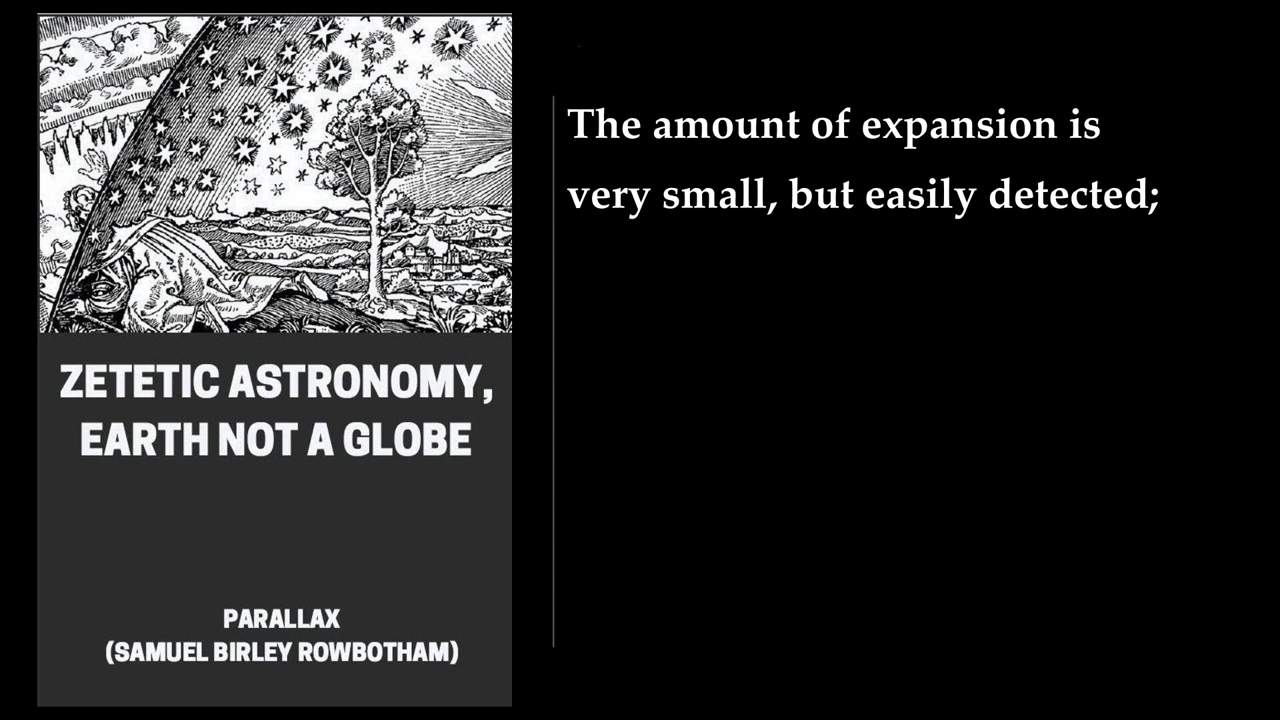 ZETETIC ASTRONOMY,
EARTH NOT A GLOBE
PARALLAX
(SAMUEL BIRLEY ROWBOTHAM)
The amount of expansion is
very small, but easily detected;